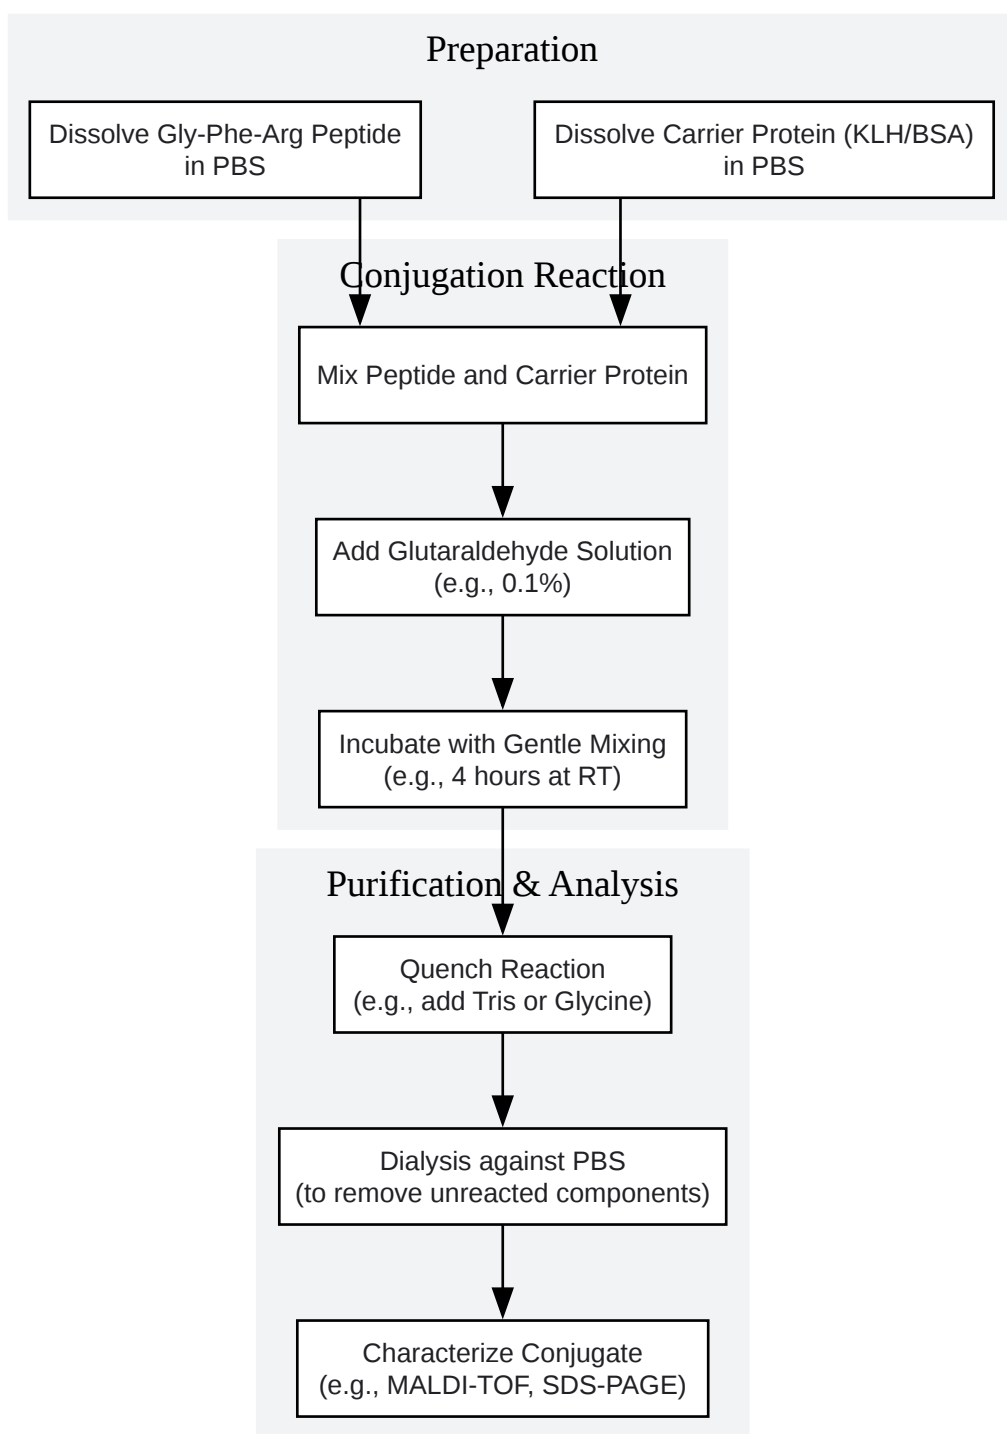 Preparation
Dissolve Gly-Phe-Arg Peptide
in PBS
Dissolve Carrier Protein (KLH/BSA)
in PBS
Conjugation Reaction
Mix Peptide and Carrier Protein
Add Glutaraldehyde Solution
(e.g., 0.1%)
Incubate with Gentle Mixing
(e.g., 4 hours at RT)
Purification & Analysis
Quench Reaction
(e.g., add Tris or Glycine)
Dialysis against PBS
(to remove unreacted components)
Characterize Conjugate
(e.g., MALDI-TOF, SDS-PAGE)